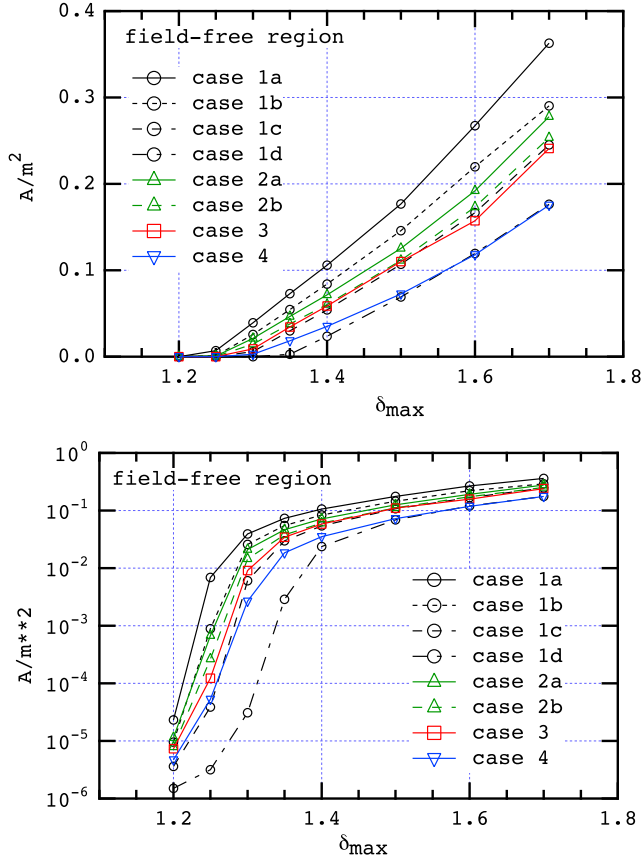 0.4
field-free region
case 1a
case 1b
case 1c
case 1d
case 2a
case 2b
case 3
case 4
0.3
0.2
0.1
0.0
A/m²
1.2
1.4
1.6
1.8
δmax
10⁰
field-free region
10⁻¹
10⁻²
10⁻³
10⁻⁴
10⁻⁵
10⁻⁶
A/m**2
case 1a
case 1b
case 1c
case 1d
case 2a
case 2b
case 3
case 4
1.2
1.4
1.6
1.8
δmax